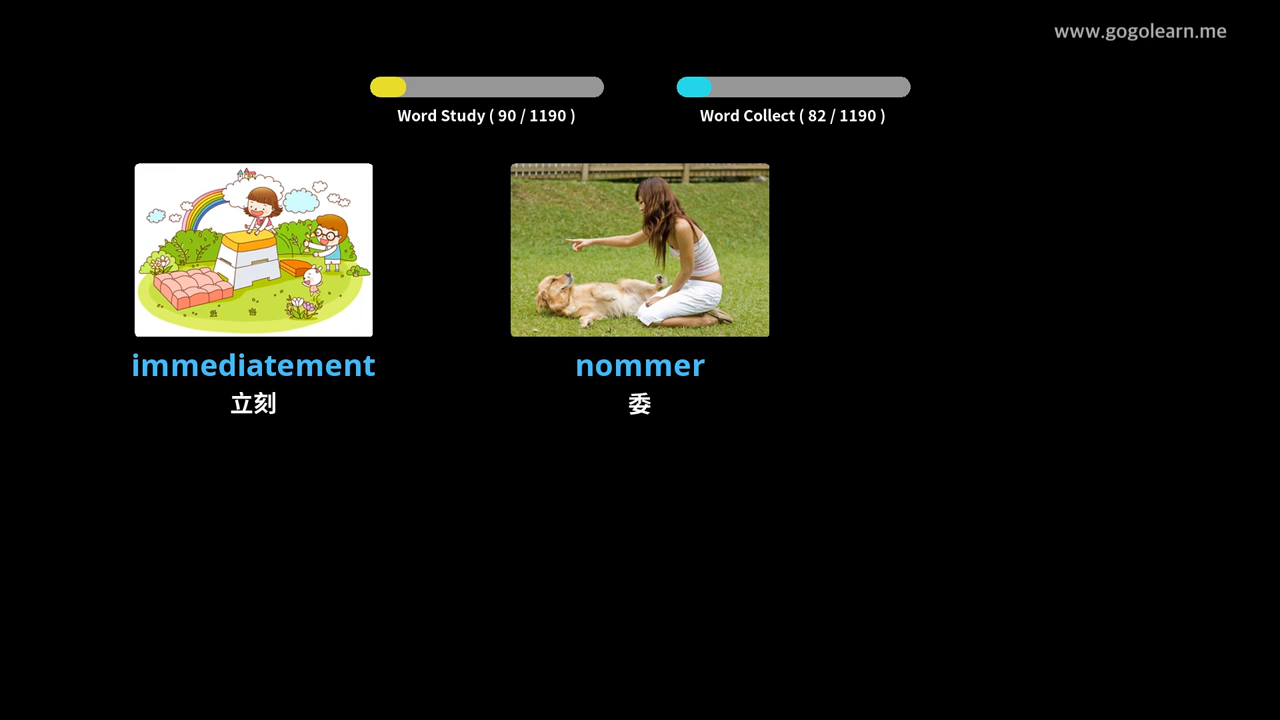 www.gogolearn.me
Word Study ( 90 / 1190 )
Word Collect ( 82 / 1190 )
immediatement
立刻
nommer
委